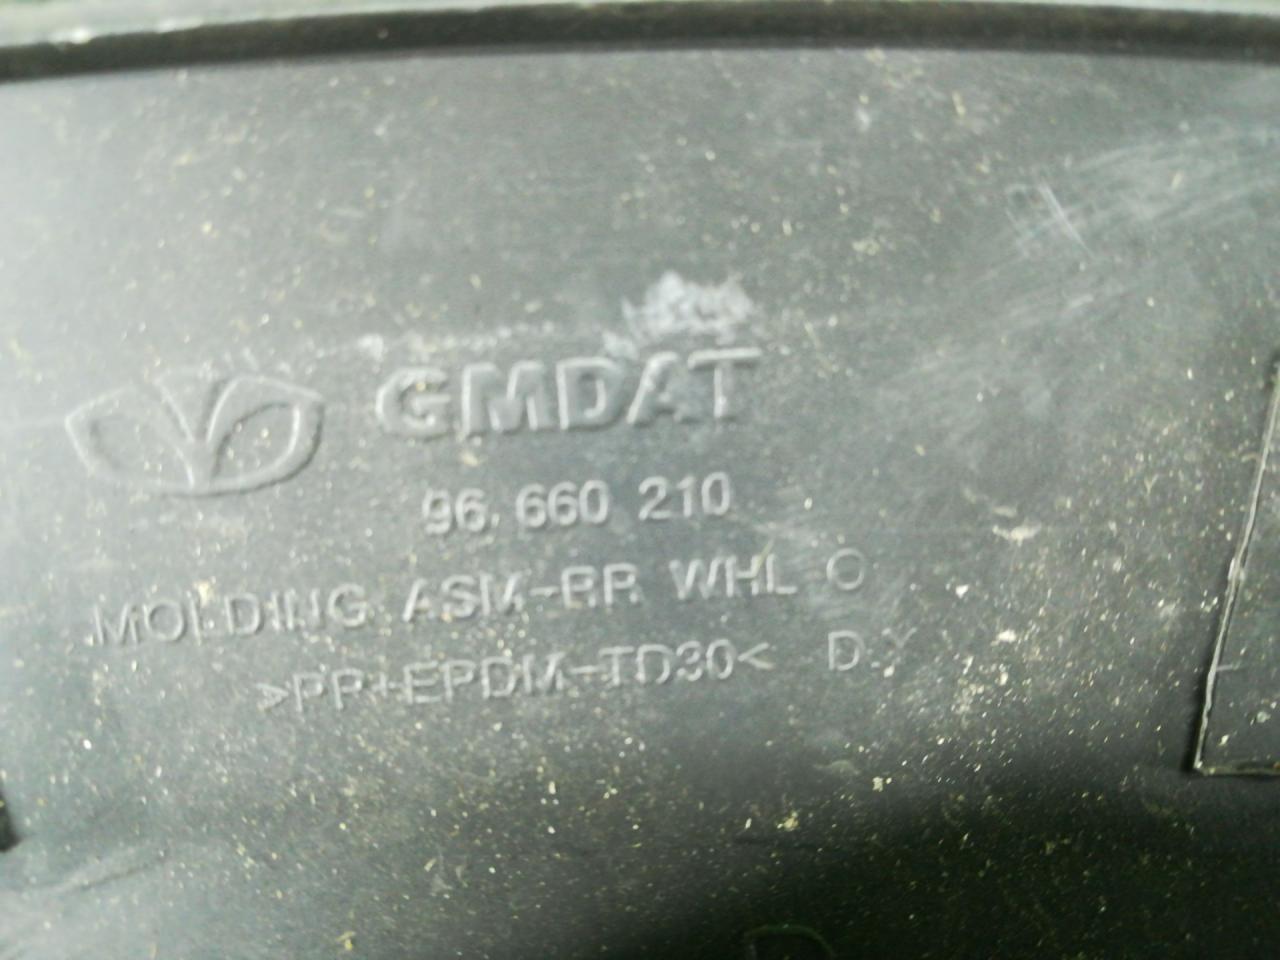 GMDAT
96 660 210
MOLDING ASM-RR WHL O
>PP+EPDM-TD30< D.Y